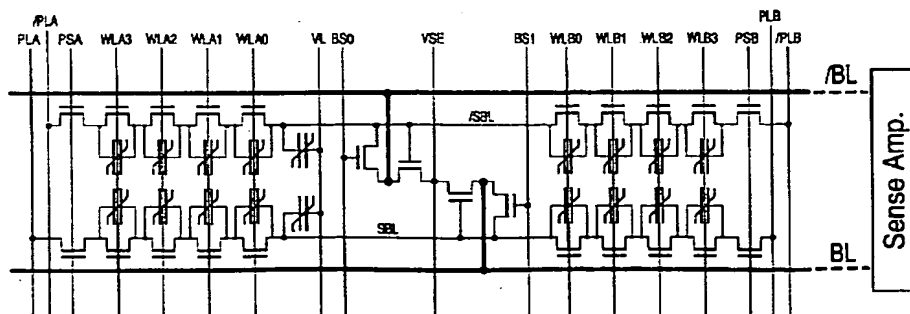 /PLA
PLA PSA WLA3 WLA2 WLA1 WLA0 VL BS0 VSE BS1 WLB0 WLB1 WLB2 WLB3 PSB /PLB
PLB
/BL
/SBL
SBL
BL
Sense Amp.